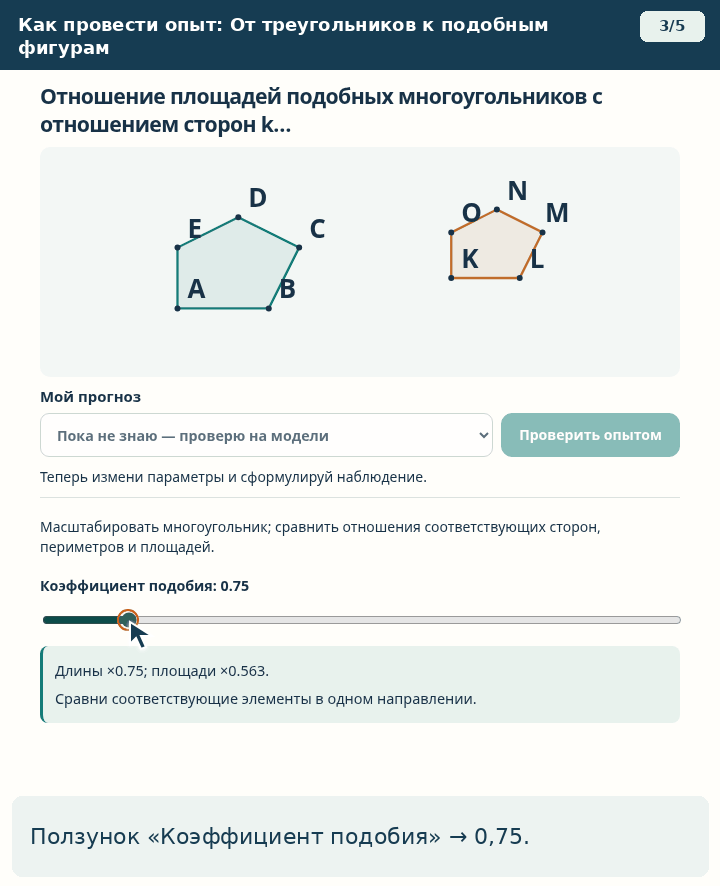 Как провести опыт: От треугольников к подобным
фигурам
3/5
Отношение площадей подобных многоугольников с
отношением сторон k…
D
E
C
A
B
N
O
M
K
L
Мой прогноз
Пока не знаю — проверю на модели
Проверить опытом
Теперь измени параметры и сформулируй наблюдение.
Масштабировать многоугольник; сравнить отношения соответствующих сторон,
периметров и площадей.
Коэффициент подобия: 0.75
Длины ×0.75; площади ×0.563.
Сравни соответствующие элементы в одном направлении.
Ползунок «Коэффициент подобия» → 0,75.